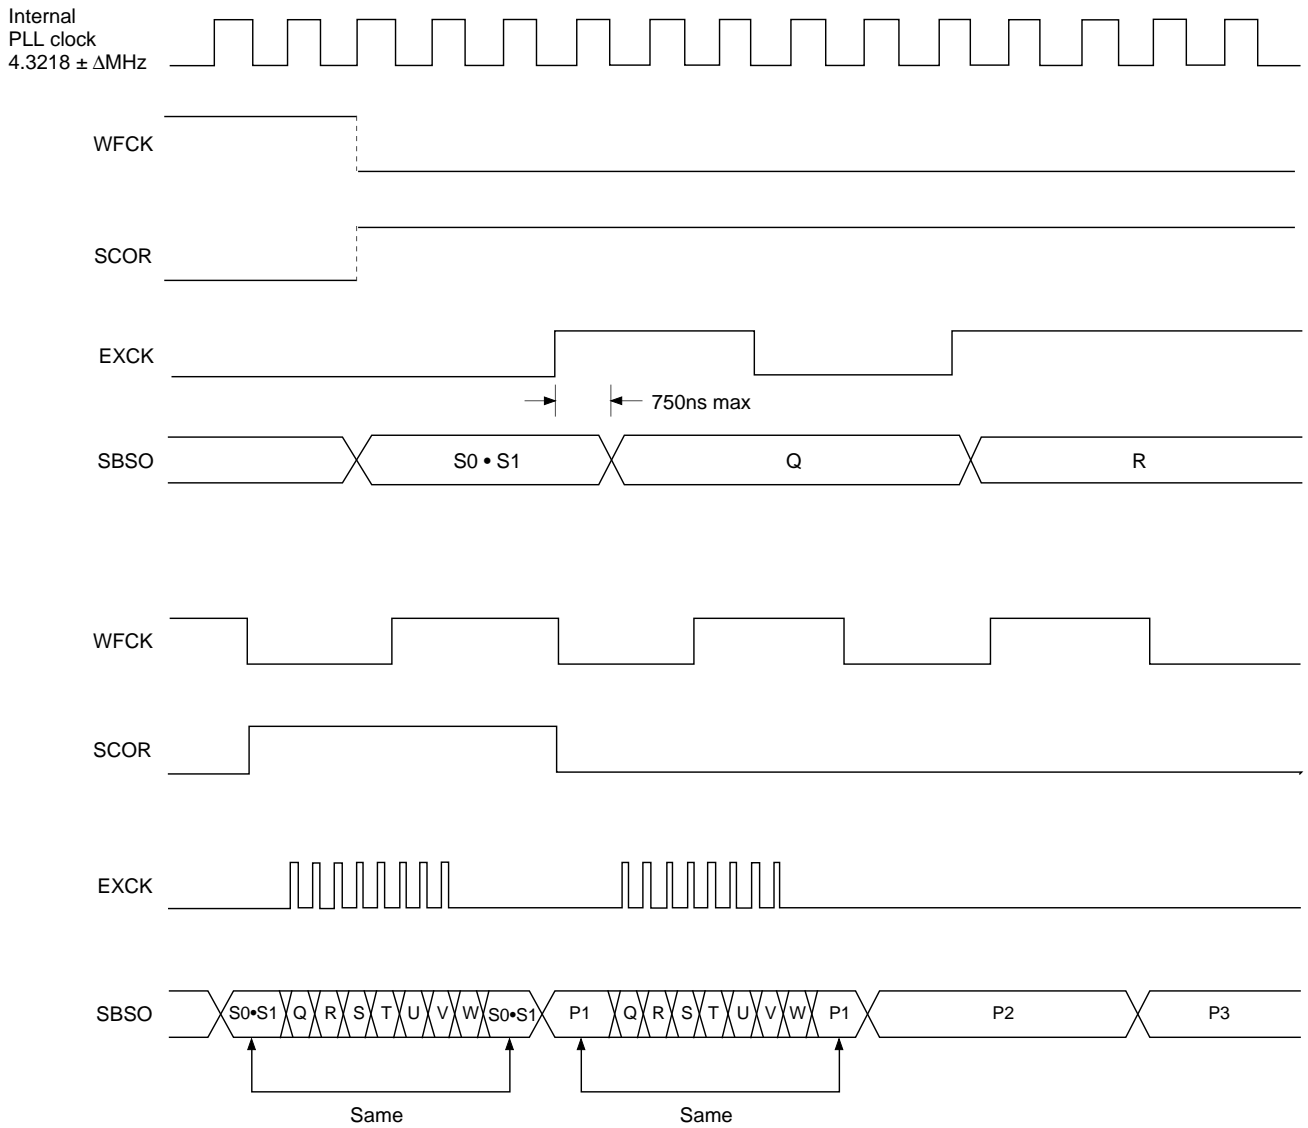 Internal
PLL clock
4.3218 ± ΔMHz
WFCK
SCOR
EXCK
750ns max
SBSO
S0 • S1
Q
R
WFCK
SCOR
EXCK
SBSO
S0•S1
Q
R
S
T
U
V
W
S0•S1
P1
Q
R
S
T
U
V
W
P1
P2
P3
Same
Same